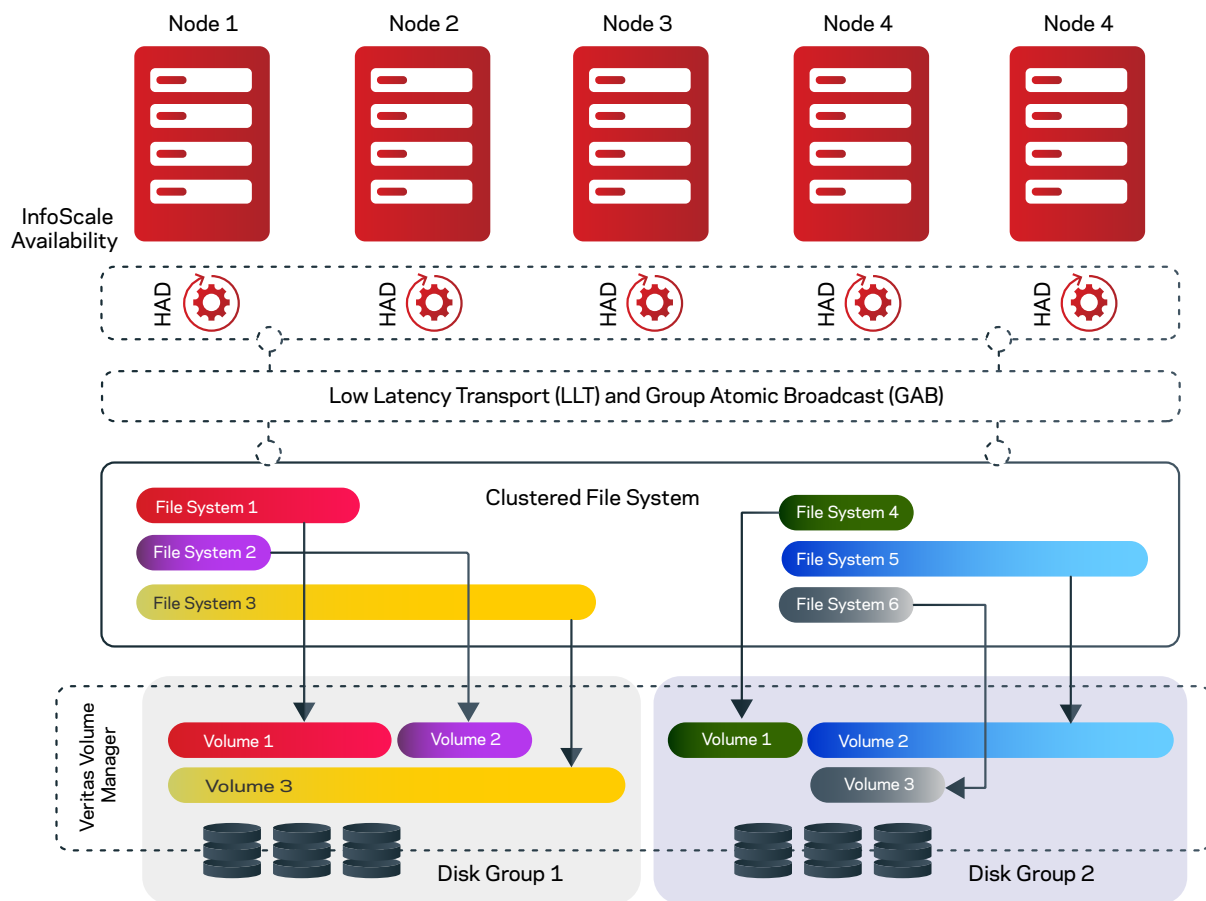 Node 1
Node 2
Node 3
Node 4
Node 4
InfoScale
Availability
HAD
HAD
HAD
HAD
HAD
Low Latency Transport (LLT) and Group Atomic Broadcast (GAB)
Clustered File System
File System 1
File System 2
File System 3
File System 4
File System 5
File System 6
Veritas Volume
Manager
Volume 1
Volume 2
Volume 3
Disk Group 1
Volume 1
Volume 2
Volume 3
Disk Group 2